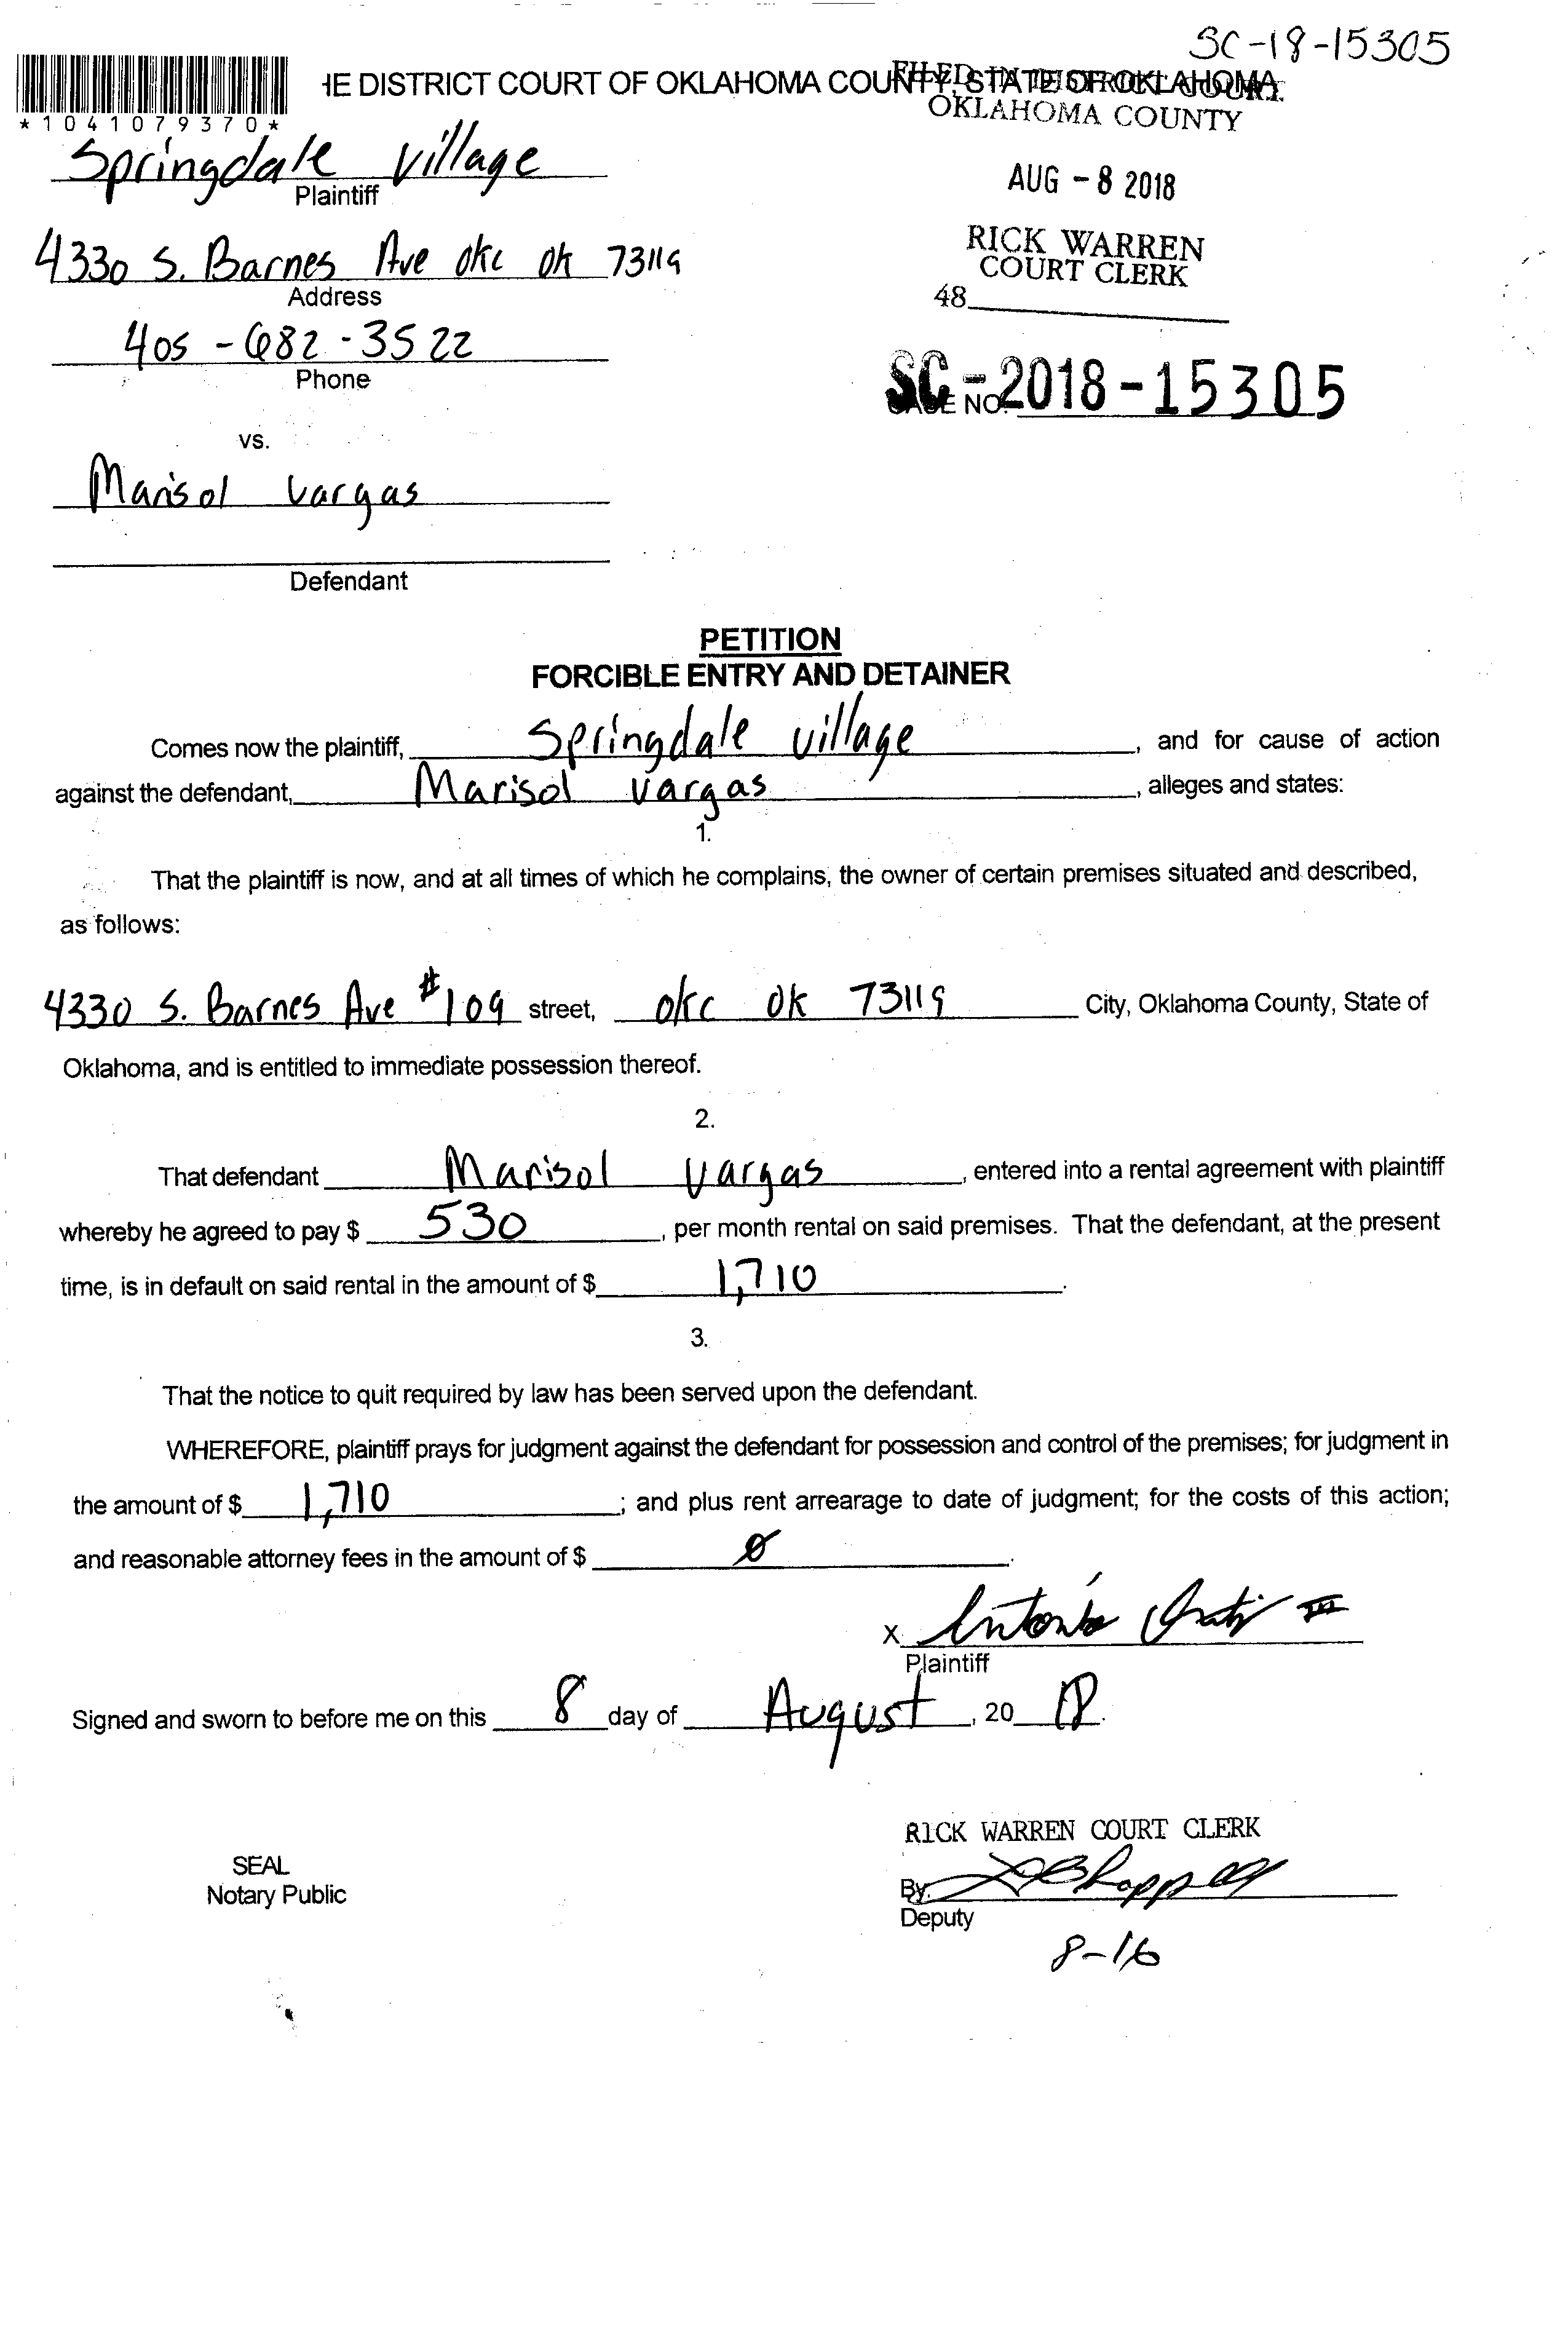 SC-18-15305
HE DISTRICT COURT OF OKLAHOMA COUNTY, STATE OF OKLAHOMA
FILED IN DISTRICT COURT
OKLAHOMA COUNTY
*1041079370*
Springdale Village
Plaintiff
AUG - 8 2018
4330 S. Barnes Ave OKC OK 73119
Address
RICK WARREN
COURT CLERK
48
405-682-3522
Phone
SC-2018-15305
CASE NO.
vs.
Marisol Vargas
Defendant
PETITION
FORCIBLE ENTRY AND DETAINER
Comes now the plaintiff, Springdale Village, and for cause of action
against the defendant, Marisol Vargas, alleges and states:
1.
That the plaintiff is now, and at all times of which he complains, the owner of certain premises situated and described,
as follows:
4330 S. Barnes Ave #109 street, OKC OK 73119 City, Oklahoma County, State of
Oklahoma, and is entitled to immediate possession thereof.
2.
That defendant Marisol Vargas, entered into a rental agreement with plaintiff
whereby he agreed to pay $ 530, per month rental on said premises. That the defendant, at the present
time, is in default on said rental in the amount of $ 1,710.
3.
That the notice to quit required by law has been served upon the defendant.
WHEREFORE, plaintiff prays for judgment against the defendant for possession and control of the premises; for judgment in
the amount of $ 1,710; and plus rent arrearage to date of judgment; for the costs of this action;
and reasonable attorney fees in the amount of $ 0.
X Antonio III
Plaintiff
Signed and sworn to before me on this 8 day of August, 20 18.
RICK WARREN COURT CLERK
SEAL
Notary Public
By:
Deputy
8-16